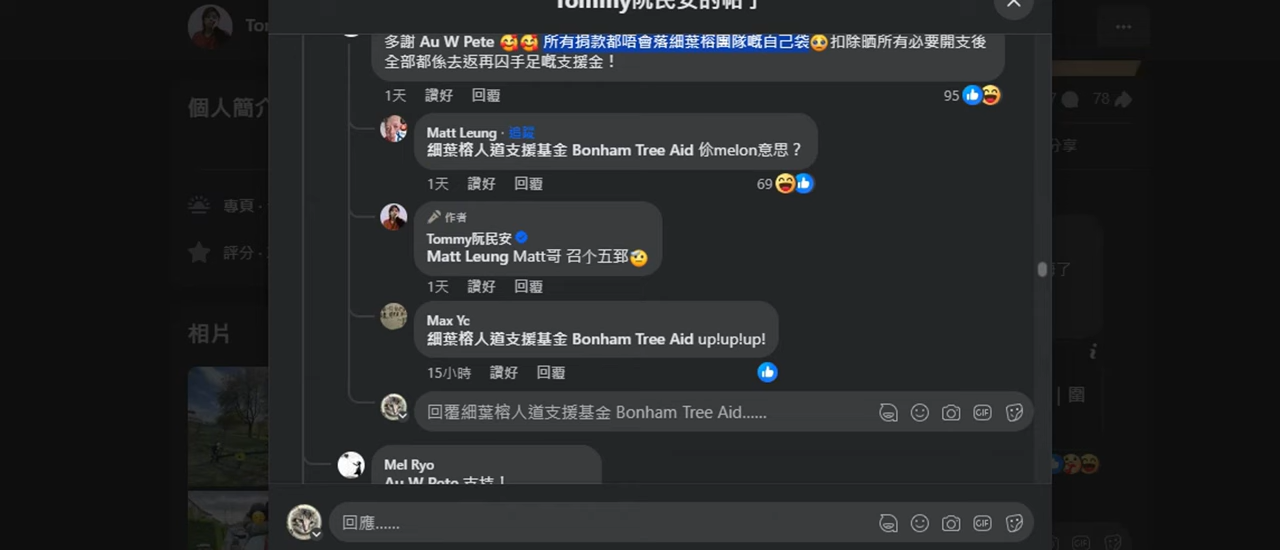 Tommy阮民安的帖子
Tom
個人簡介
專頁 ·
評分 ·
相片
多謝 Au W Pete 🥰🥰 所有捐款都唔會落細葉榕團隊嘅自己袋🥹扣除晒所有必要開支後
全部都係去返再囚手足嘅支援金！
1天 讚好 回覆
95
78
分享
Matt Leung · 追蹤
細葉榕人道支援基金 Bonham Tree Aid 你melon意思？
1天 讚好 回覆
69
作者
Tommy阮民安
Matt Leung Matt哥 召个五郅🤕
1天 讚好 回覆
Max Yc
細葉榕人道支援基金 Bonham Tree Aid up!up!up!
15小時 讚好 回覆
回覆細葉榕人道支援基金 Bonham Tree Aid......
GIF
Mel Ryo
Au W Pete 支持！
回應......
GIF